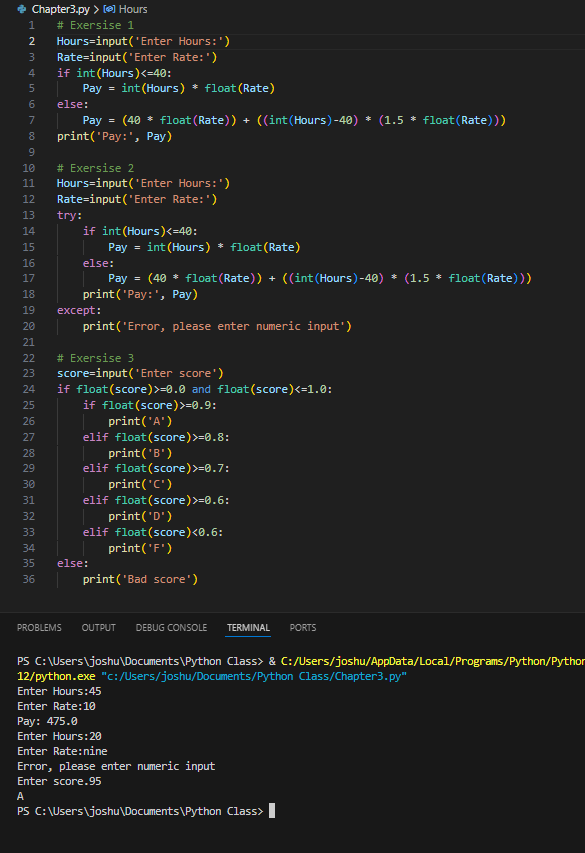 Chapter3.py > Hours
1 # Exersise 1
2 Hours=input('Enter Hours:')
3 Rate=input('Enter Rate:')
4 if int(Hours)<=40:
5     Pay = int(Hours) * float(Rate)
6 else:
7     Pay = (40 * float(Rate)) + ((int(Hours)-40) * (1.5 * float(Rate)))
8 print('Pay:', Pay)
9
10 # Exersise 2
11 Hours=input('Enter Hours:')
12 Rate=input('Enter Rate:')
13 try:
14     if int(Hours)<=40:
15         Pay = int(Hours) * float(Rate)
16     else:
17         Pay = (40 * float(Rate)) + ((int(Hours)-40) * (1.5 * float(Rate)))
18     print('Pay:', Pay)
19 except:
20     print('Error, please enter numeric input')
21
22 # Exersise 3
23 score=input('Enter score')
24 if float(score)>=0.0 and float(score)<=1.0:
25     if float(score)>=0.9:
26         print('A')
27     elif float(score)>=0.8:
28         print('B')
29     elif float(score)>=0.7:
30         print('C')
31     elif float(score)>=0.6:
32         print('D')
33     elif float(score)<0.6:
34         print('F')
35 else:
36     print('Bad score')
PROBLEMS OUTPUT DEBUG CONSOLE TERMINAL PORTS
PS C:\Users\joshu\Documents\Python Class> & C:/Users/joshu/AppData/Local/Programs/Python/Python
12/python.exe "c:/Users/joshu/Documents/Python Class/Chapter3.py"
Enter Hours:45
Enter Rate:10
Pay: 475.0
Enter Hours:20
Enter Rate:nine
Error, please enter numeric input
Enter score.95
A
PS C:\Users\joshu\Documents\Python Class>